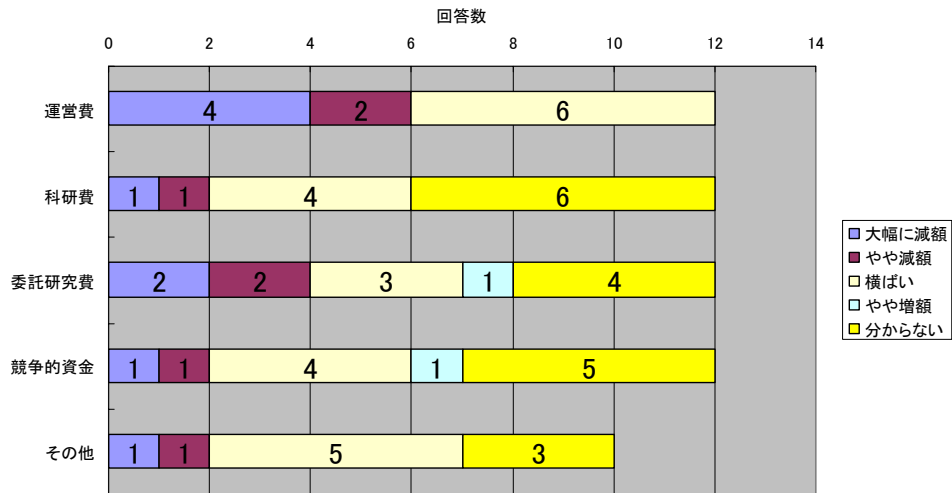 回答数
0 2 4 6 8 10 12 14
運営費 4 2 6
科研費 1 1 4 6
委託研究費 2 2 3 1 4
競争的資金 1 1 4 1 5
その他 1 1 5 3
大幅に減額
やや減額
横ばい
やや増額
分からない